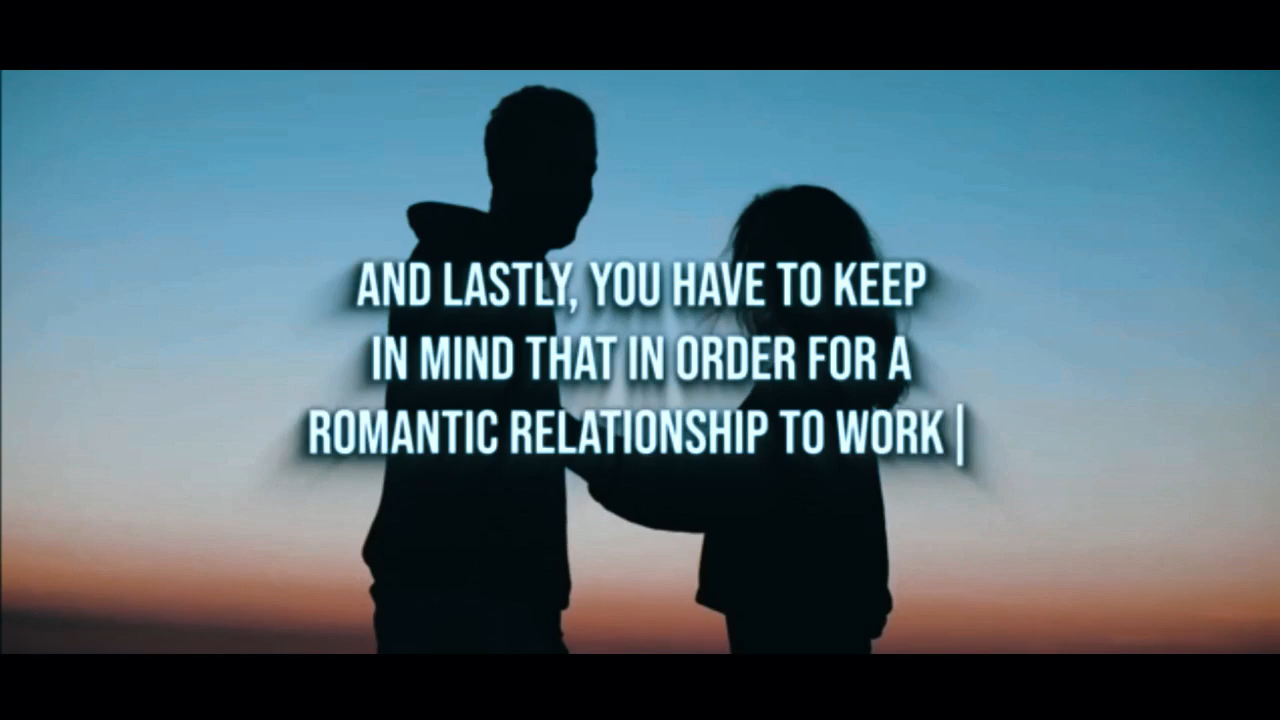 AND LASTLY, YOU HAVE TO KEEP
IN MIND THAT IN ORDER FOR A
ROMANTIC RELATIONSHIP TO WORK